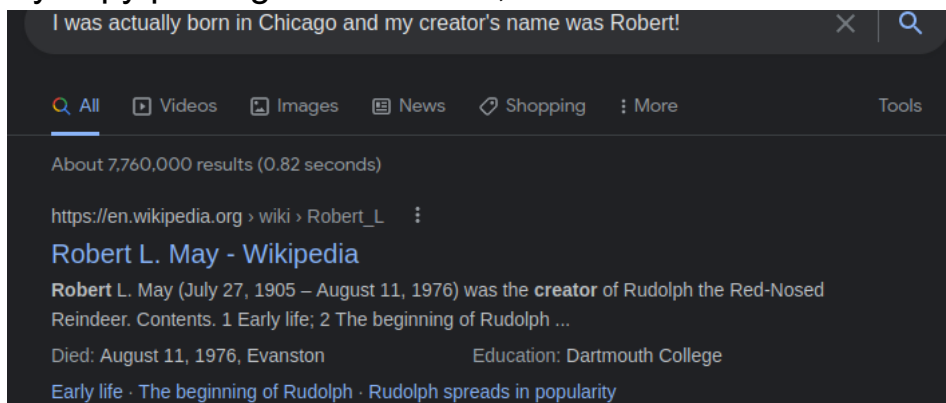 I was actually born in Chicago and my creator's name was Robert!
All Videos Images News Shopping More Tools
About 7,760,000 results (0.82 seconds)
https://en.wikipedia.org › wiki › Robert_L
Robert L. May - Wikipedia
Robert L. May (July 27, 1905 – August 11, 1976) was the creator of Rudolph the Red-Nosed
Reindeer. Contents. 1 Early life; 2 The beginning of Rudolph ...
Died: August 11, 1976, Evanston Education: Dartmouth College
Early life · The beginning of Rudolph · Rudolph spreads in popularity